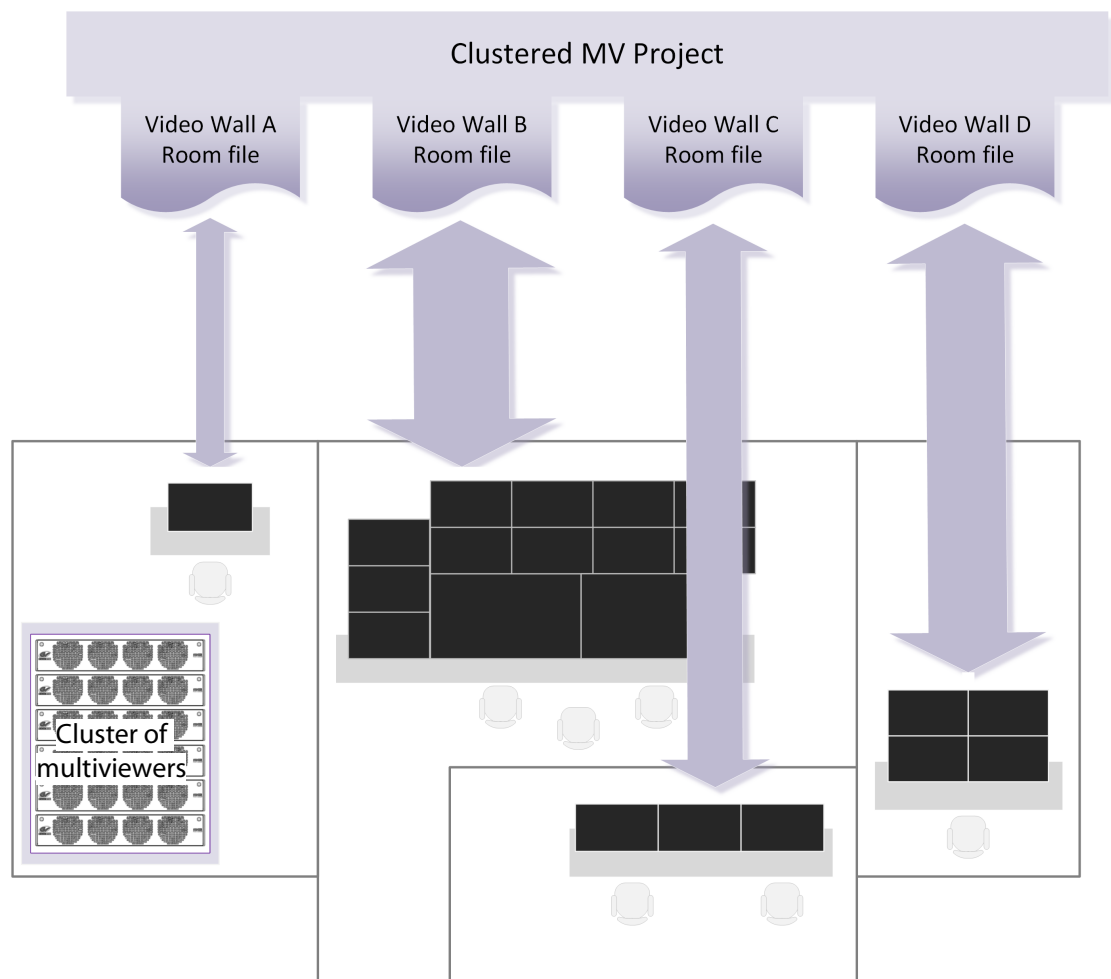 Clustered MV Project
Video Wall A
Room file
Video Wall B
Room file
Video Wall C
Room file
Video Wall D
Room file
Cluster of
multiviewers